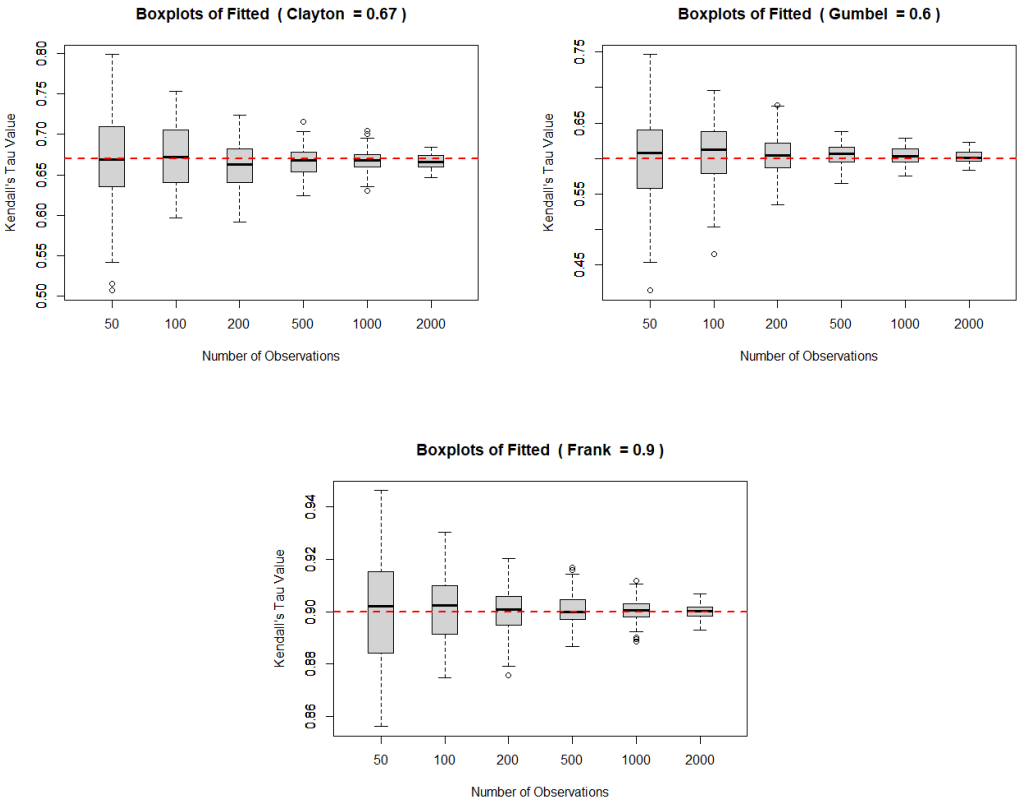 Boxplots of Fitted ( Clayton = 0.67 )
Kendall's Tau Value
0.80
0.75
0.70
0.65
0.60
0.55
0.50
50 100 200 500 1000 2000
Number of Observations
Boxplots of Fitted ( Gumbel = 0.6 )
Kendall's Tau Value
0.75
0.65
0.55
0.45
50 100 200 500 1000 2000
Number of Observations
Boxplots of Fitted ( Frank = 0.9 )
Kendall's Tau Value
0.94
0.92
0.90
0.88
0.86
50 100 200 500 1000 2000
Number of Observations